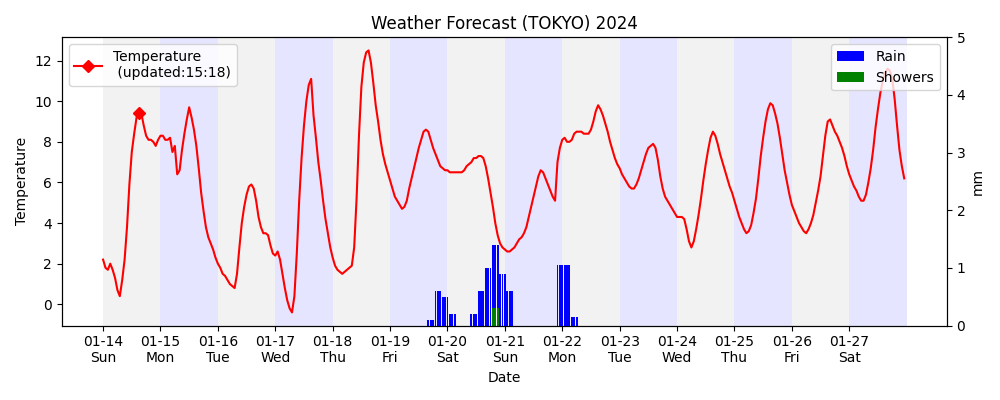 Weather Forecast (TOKYO) 2024
Temperature
(updated:15:18)
Rain
Showers
Temperature
12
10
8
6
4
2
0
5
4
3
2
1
0
mm
01-14 01-15 01-16 01-17 01-18 01-19 01-20 01-21 01-22 01-23 01-24 01-25 01-26 01-27
Sun Mon Tue Wed Thu Fri Sat Sun Mon Tue Wed Thu Fri Sat
Date